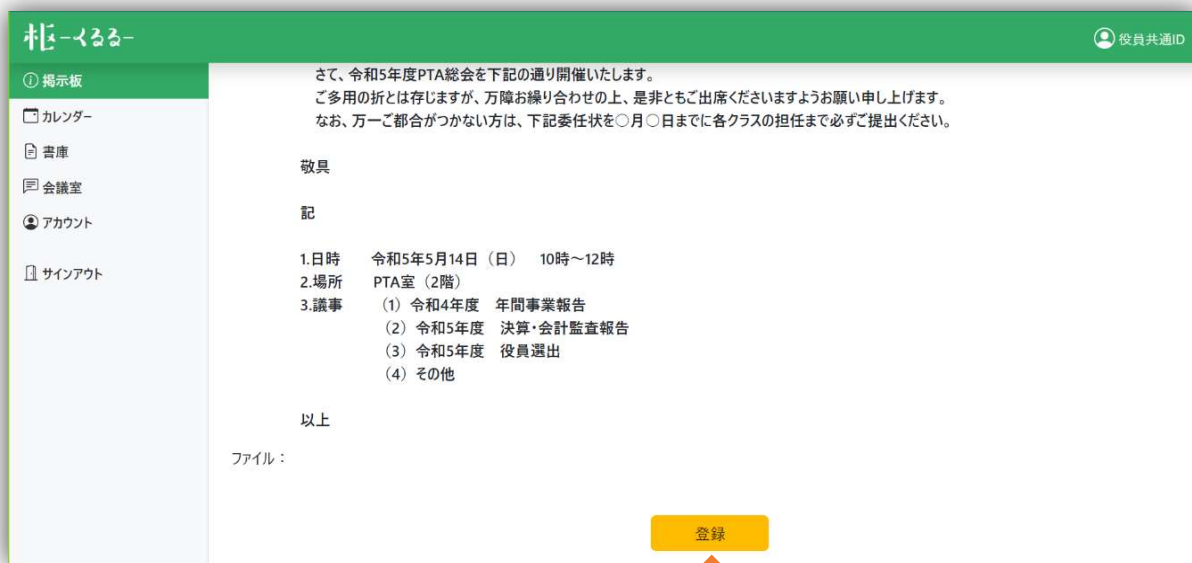 枢-くるる-
役員共通ID
掲示板
カレンダー
書庫
会議室
アカウント
サインアウト
さて、令和5年度PTA総会を下記の通り開催いたします。
ご多用の折とは存じますが、万障お繰り合わせの上、是非ともご出席くださいますようお願い申し上げます。
なお、万一ご都合がつかない方は、下記委任状を○月○日までに各クラスの担任まで必ずご提出ください。
敬具
記
1.日時　令和5年5月14日（日）　10時～12時
2.場所　PTA室（2階）
3.議事　（1）令和4年度　年間事業報告
（2）令和5年度　決算・会計監査報告
（3）令和5年度　役員選出
（4）その他
以上
ファイル：
登録